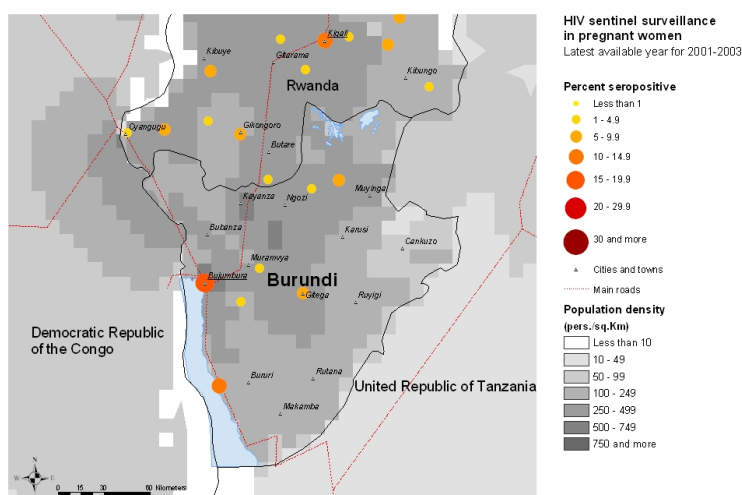 Kigali
Kibuye
Gitarama
Kibungo
Rwanda
Cyangugu
Gikongoro
Butare
Kayanza
Ngozi
Muyinga
Bubanza
Karusi
Cankuzo
Muramvya
Bujumbura
Burundi
Gitega
Ruyigi
Democratic Republic
of the Congo
Bururi
Rutana
United Republic of Tanzania
Makamba
N
W E
S
0 15 30 60 Kilometers
HIV sentinel surveillance
in pregnant women
Latest available year for 2001-2003
Percent seropositive
Less than 1
1 - 4.9
5 - 9.9
10 - 14.9
15 - 19.9
20 - 29.9
30 and more
Cities and towns
Main roads
Population density
(pers./sq.Km)
Less than 10
10 - 49
50 - 99
100 - 249
250 - 499
500 - 749
750 and more